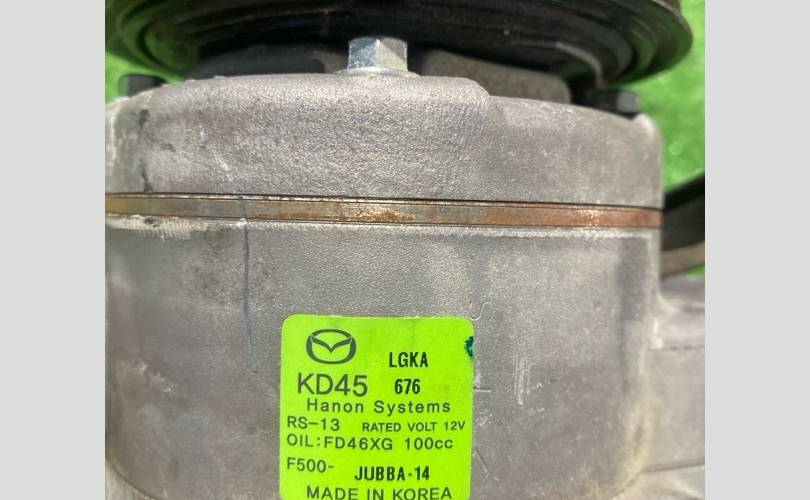 LGKA
KD45 676
Hanon Systems
RS-13 RATED VOLT 12V
OIL:FD46XG 100cc
F500- JUBBA-14
MADE IN KOREA